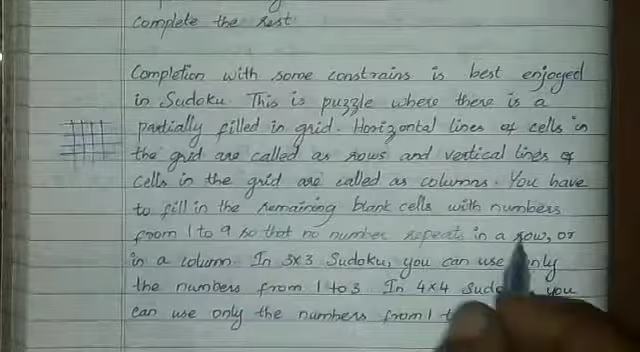 complete the rest
Completion with some constrains is best enjoyed
in Sudoku. This is puzzle where there is a
partially filled in grid. Horizontal lines of cells in
the grid are called as rows and vertical lines of
cells in the grid are called as columns. You have
to fill in the remaining blank cells with numbers
from 1 to 9 so that no number repeats in a row, or
in a column. In 3x3 Sudoku, you can use only
the numbers from 1 to 3. In 4x4 Sudo you
can use only the numbers from 1 t